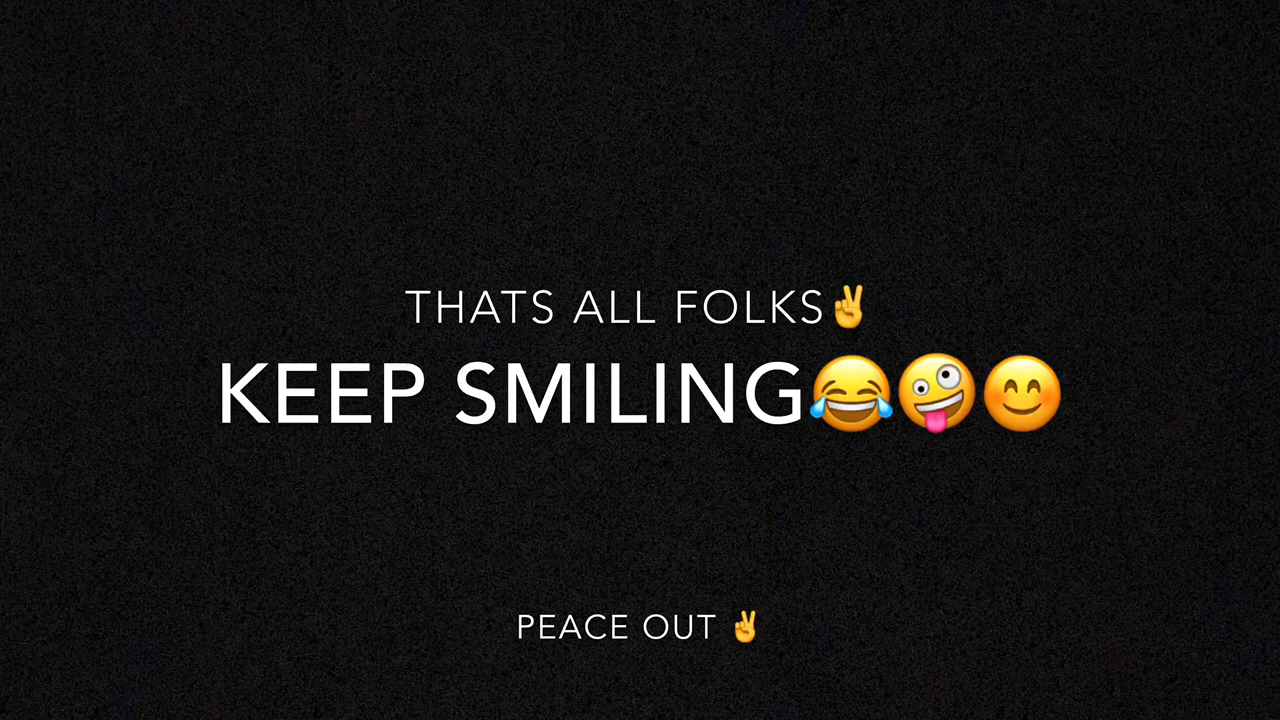 THATS ALL FOLKS✌️
KEEP SMILING😂🤪😊
PEACE OUT ✌️